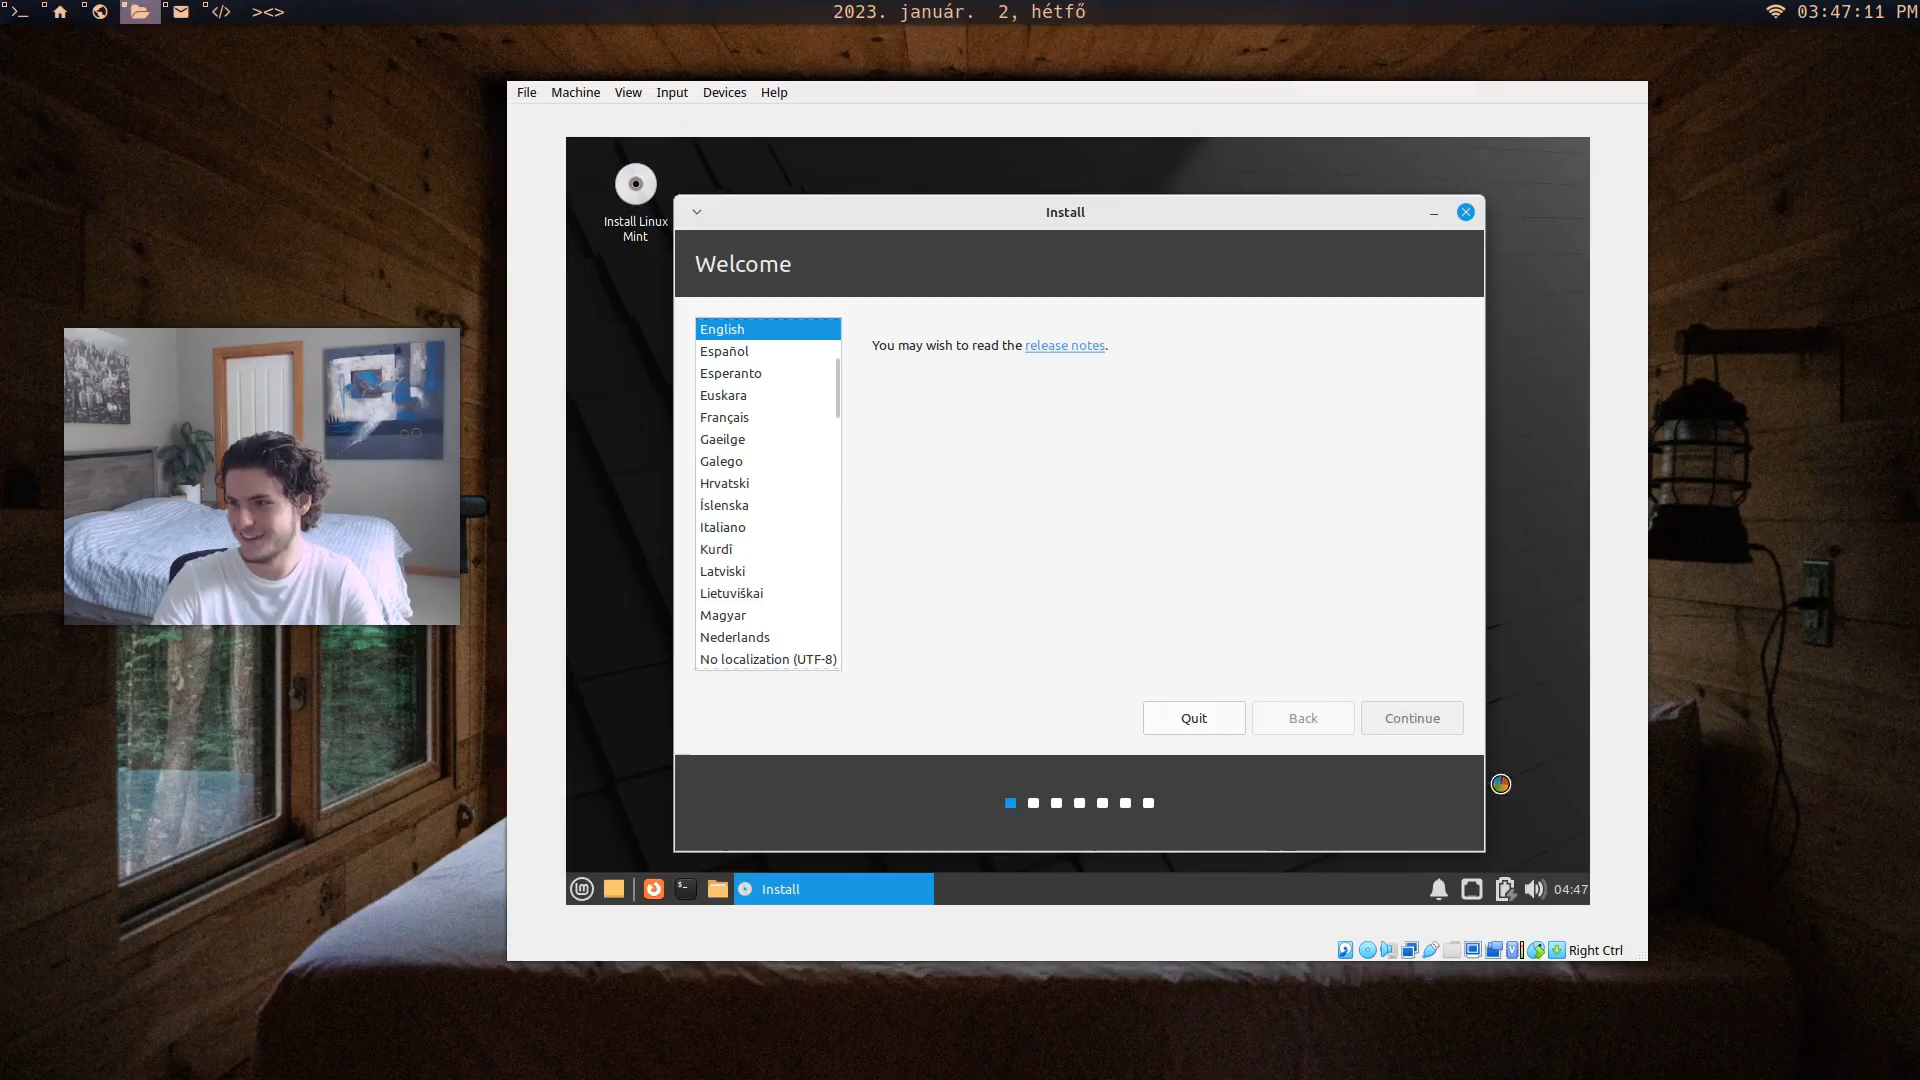 ><>
2023. január.  2, hétfő
03:47:11 PM
File Machine View Input Devices Help
Install Linux
Mint
Install
Welcome
English
Español
Esperanto
Euskara
Français
Gaeilge
Galego
Hrvatski
Íslenska
Italiano
Kurdî
Latviski
Lietuviškai
Magyar
Nederlands
No localization (UTF-8)
You may wish to read the release notes.
Quit Back Continue
Install
04:47
Right Ctrl